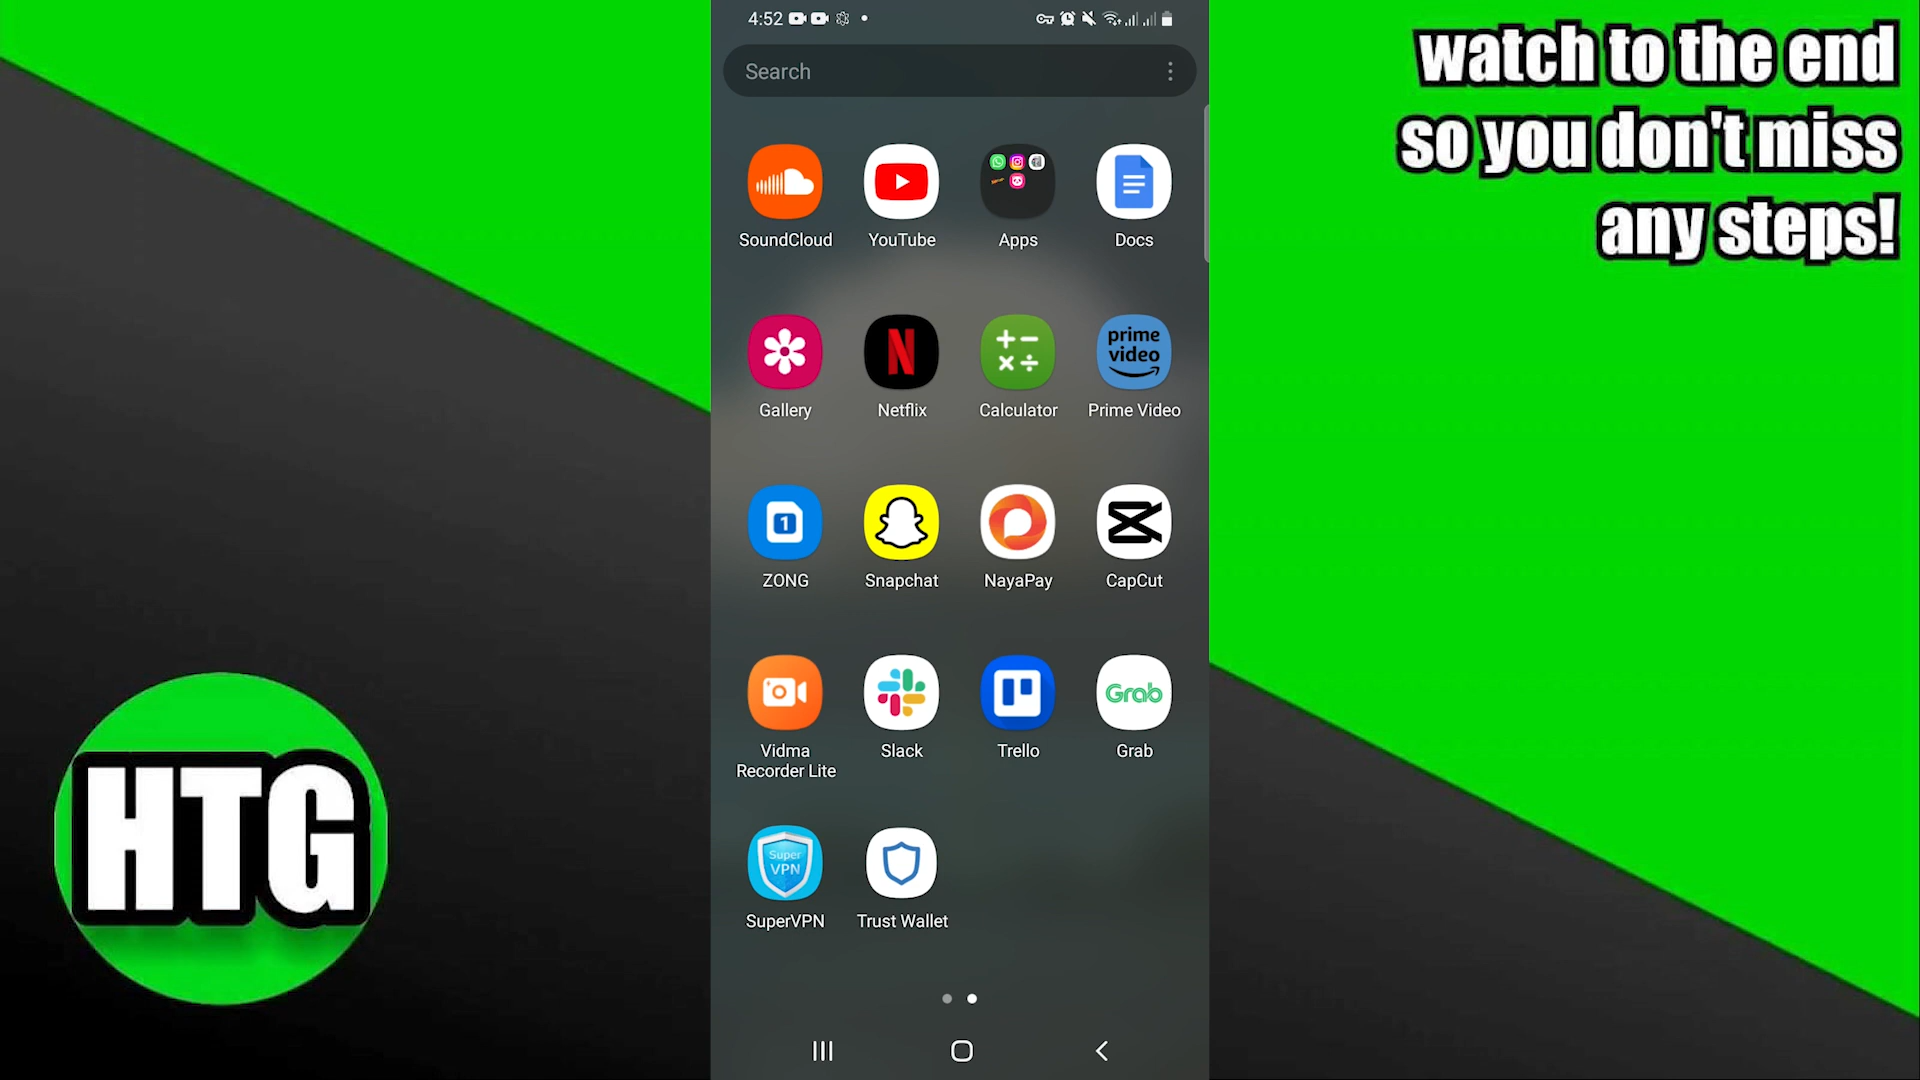 4:52
Search
watch to the end
so you don't miss
any steps!
SoundCloud
YouTube
Apps
Docs
prime
video
Gallery
Netflix
Calculator
Prime Video
1
ZONG
Snapchat
NayaPay
CapCut
Grab
Vidma
Recorder Lite
Slack
Trello
Grab
Super
VPN
SuperVPN
Trust Wallet
HTG